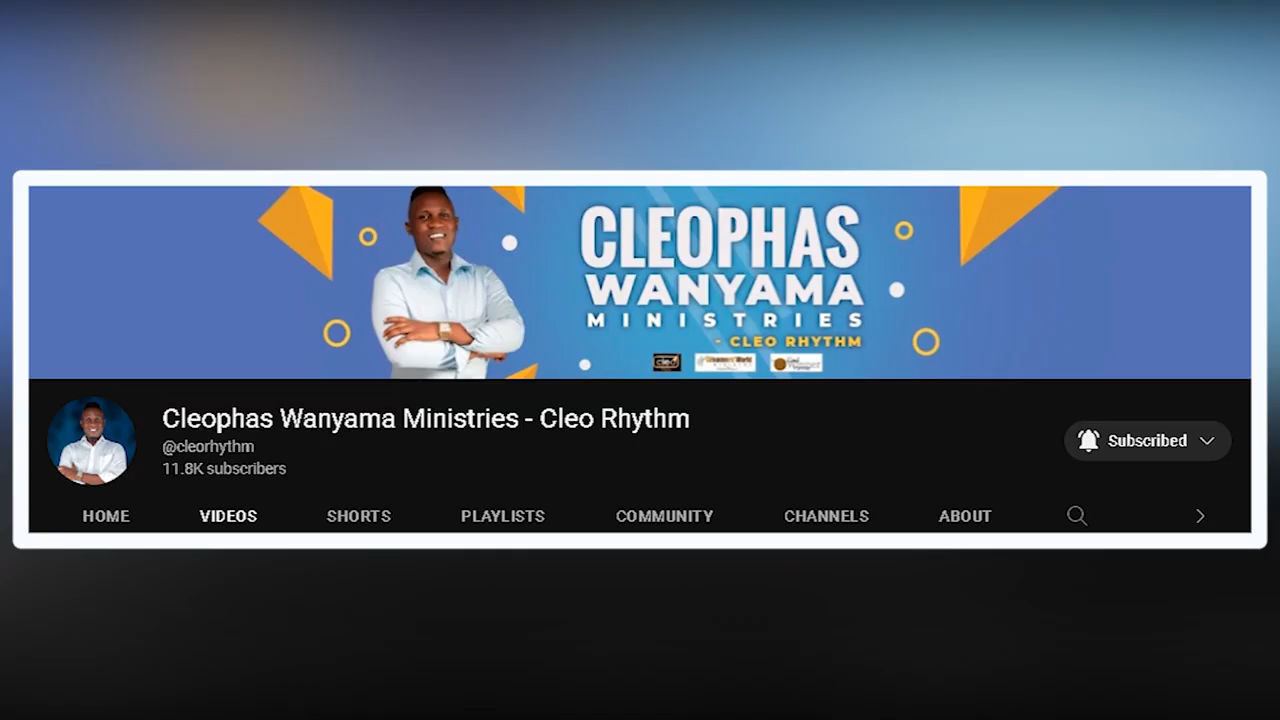 CLEOPHAS
WANYAMA
MINISTRIES
- CLEO RHYTHM
Cleophas Wanyama Ministries - Cleo Rhythm
@cleorhythm
11.8K subscribers
Subscribed
HOME VIDEOS SHORTS PLAYLISTS COMMUNITY CHANNELS ABOUT